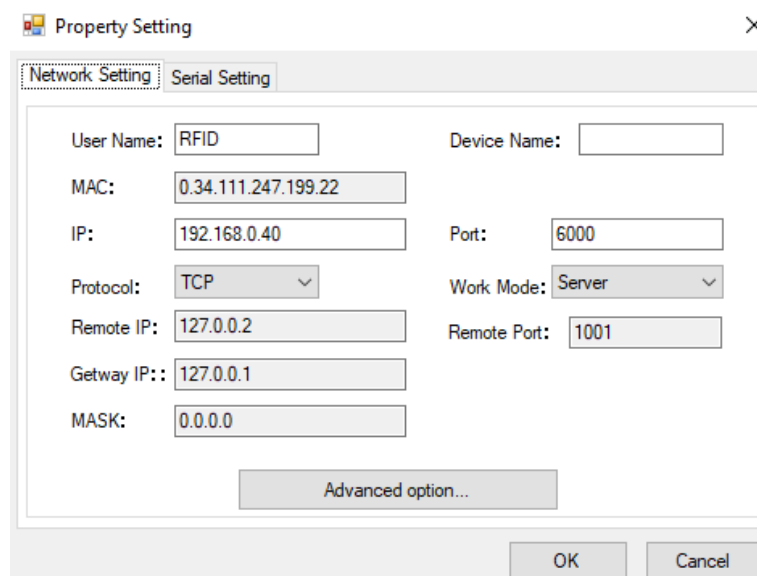 Property Setting
Network Setting Serial Setting
User Name: RFID Device Name:
MAC: 0.34.111.247.199.22
IP: 192.168.0.40 Port: 6000
Protocol: TCP Work Mode: Server
Remote IP: 127.0.0.2 Remote Port: 1001
Getway IP:: 127.0.0.1
MASK: 0.0.0.0
Advanced option...
OK Cancel